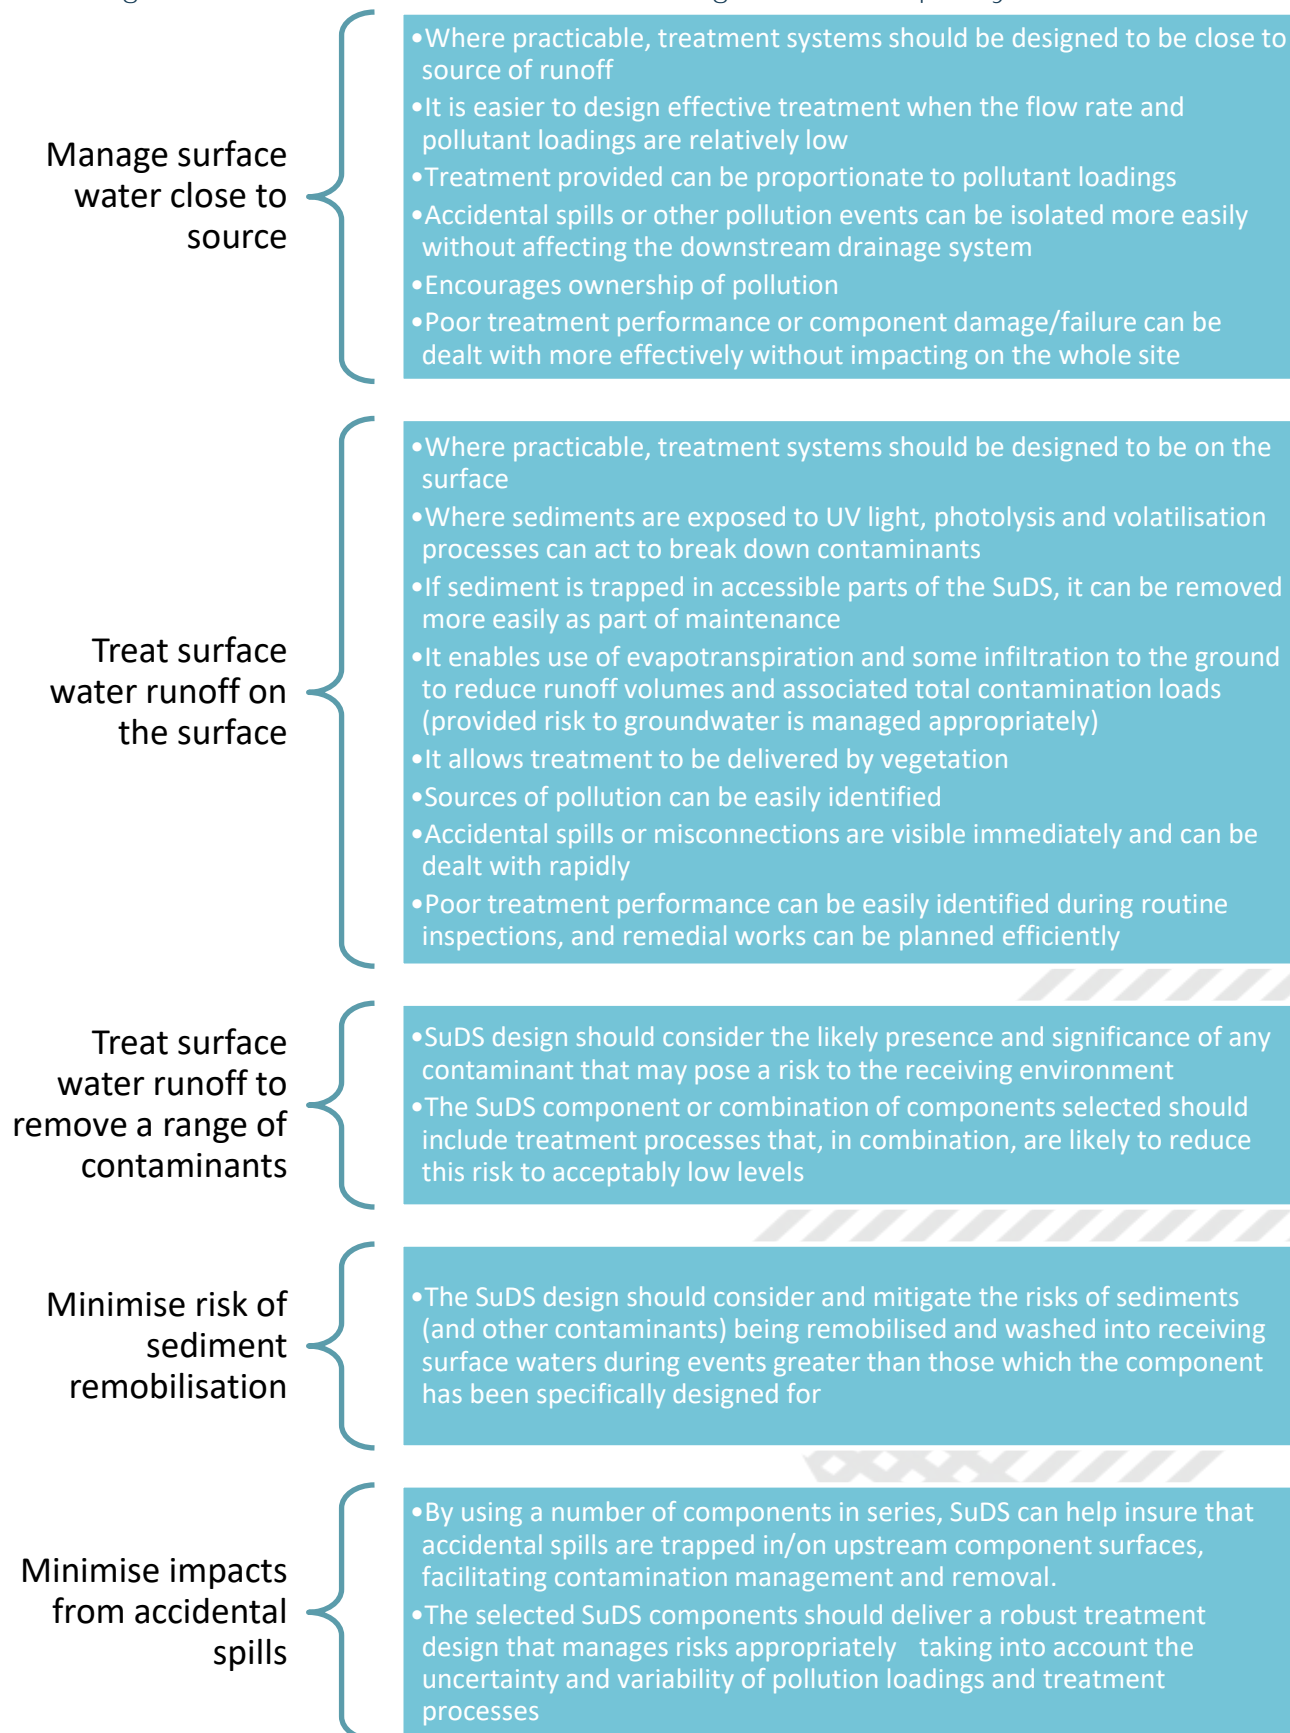 Manage surface
water close to
source
•Where practicable, treatment systems should be designed to be close to
source of runoff
•It is easier to design effective treatment when the flow rate and
pollutant loadings are relatively low
•Treatment provided can be proportionate to pollutant loadings
•Accidental spills or other pollution events can be isolated more easily
without affecting the downstream drainage system
•Encourages ownership of pollution
•Poor treatment performance or component damage/failure can be
dealt with more effectively without impacting on the whole site
Treat surface
water runoff on
the surface
•Where practicable, treatment systems should be designed to be on the
surface
•Where sediments are exposed to UV light, photolysis and volatilisation
processes can act to break down contaminants
•If sediment is trapped in accessible parts of the SuDS, it can be removed
more easily as part of maintenance
•It enables use of evapotranspiration and some infiltration to the ground
to reduce runoff volumes and associated total contamination loads
(provided risk to groundwater is managed appropriately)
•It allows treatment to be delivered by vegetation
•Sources of pollution can be easily identified
•Accidental spills or misconnections are visible immediately and can be
dealt with rapidly
•Poor treatment performance can be easily identified during routine
inspections, and remedial works can be planned efficiently
Treat surface
water runoff to
remove a range of
contaminants
•SuDS design should consider the likely presence and significance of any
contaminant that may pose a risk to the receiving environment
•The SuDS component or combination of components selected should
include treatment processes that, in combination, are likely to reduce
this risk to acceptably low levels
Minimise risk of
sediment
remobilisation
•The SuDS design should consider and mitigate the risks of sediments
(and other contaminants) being remobilised and washed into receiving
surface waters during events greater than those which the component
has been specifically designed for
Minimise impacts
from accidental
spills
•By using a number of components in series, SuDS can help insure that
accidental spills are trapped in/on upstream component surfaces,
facilitating contamination management and removal.
•The selected SuDS components should deliver a robust treatment
design that manages risks appropriately   taking into account the
uncertainty and variability of pollution loadings and treatment
processes